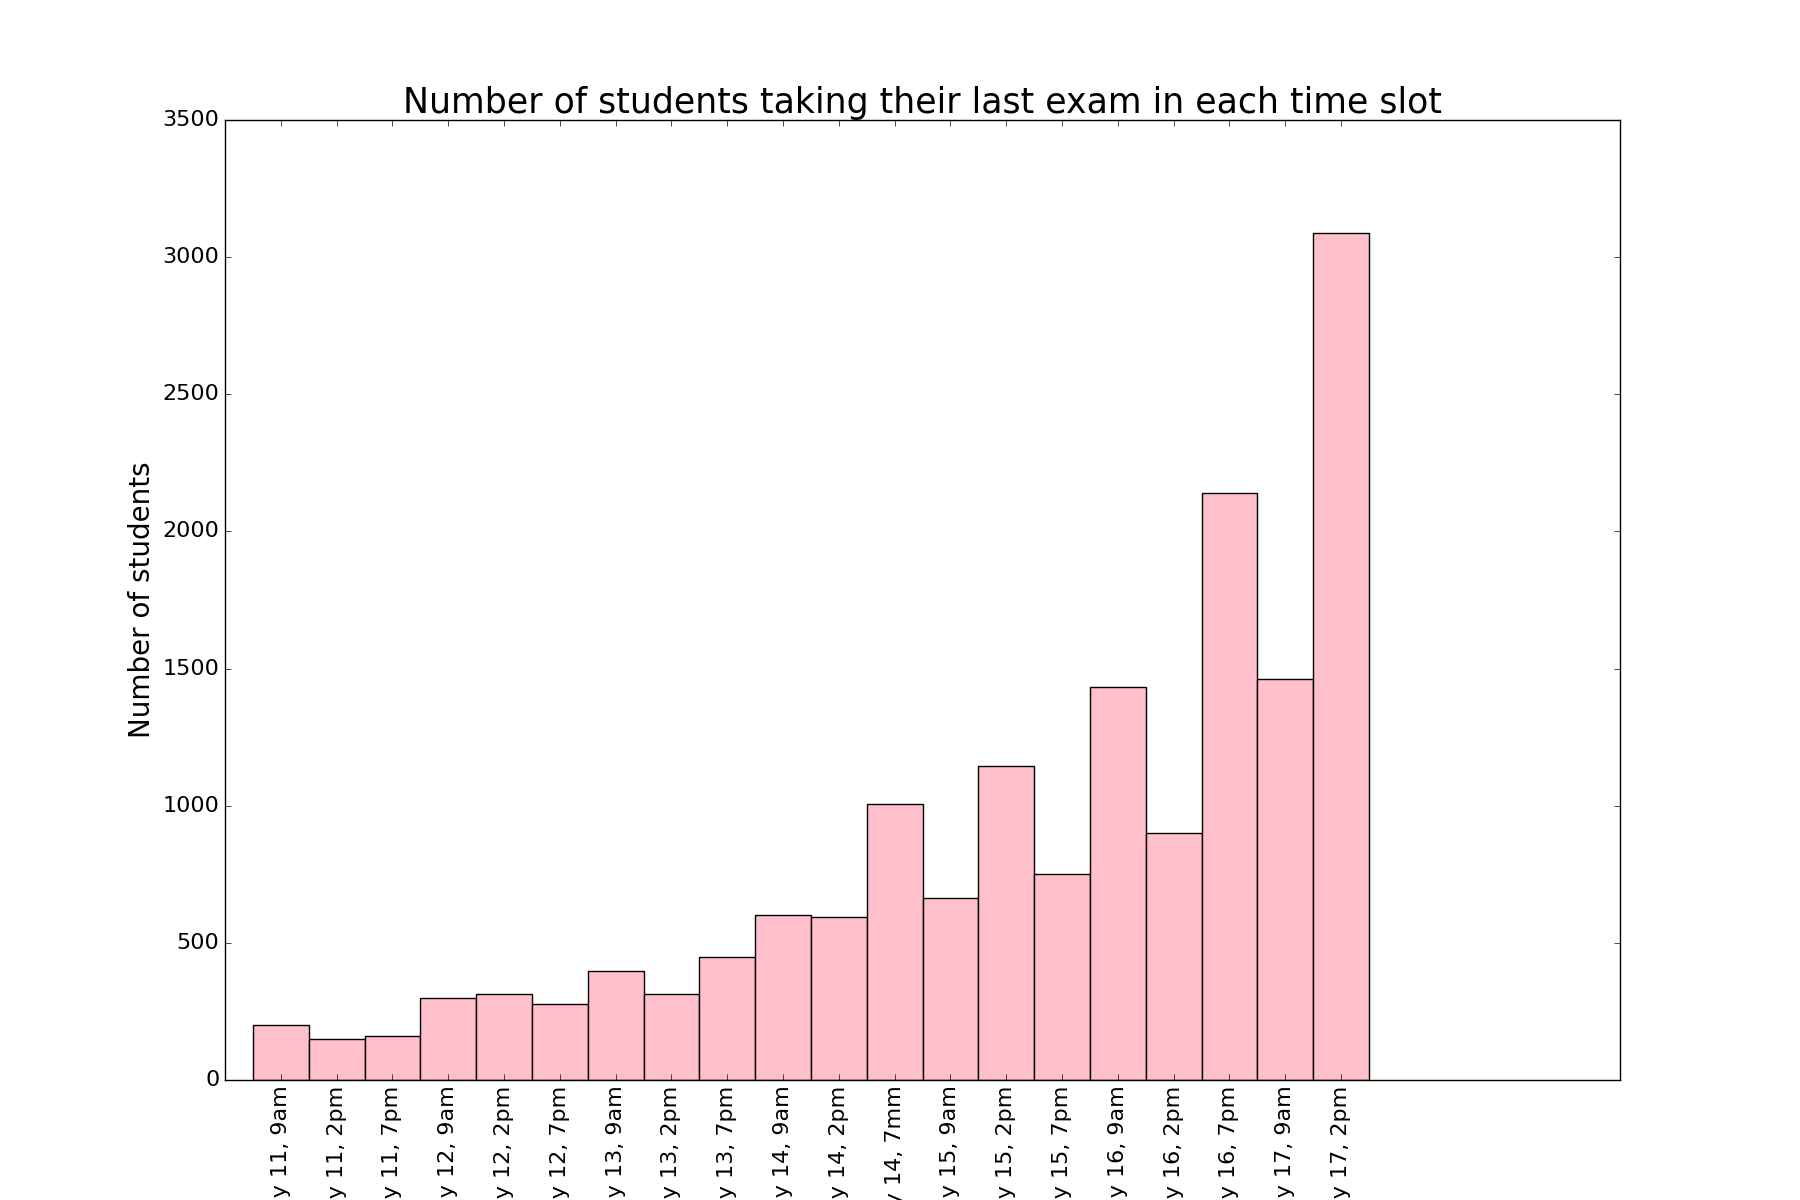 Number of students taking their last exam in each time slot
3500
3000
2500
2000
1500
1000
500
0
Number of students
y 11, 9am
y 11, 2pm
y 11, 7pm
y 12, 9am
y 12, 2pm
y 12, 7pm
y 13, 9am
y 13, 2pm
y 13, 7pm
y 14, 9am
y 14, 2pm
y 14, 7mm
y 15, 9am
y 15, 2pm
y 15, 7pm
y 16, 9am
y 16, 2pm
y 16, 7pm
y 17, 9am
y 17, 2pm